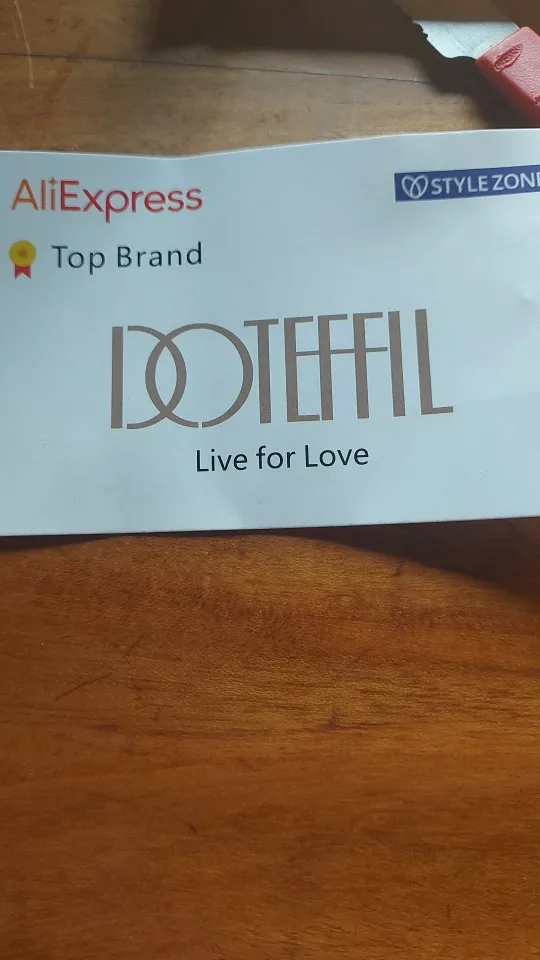 AliExpress
STYLE ZONE
Top Brand
DOTEFFIL
Live for Love